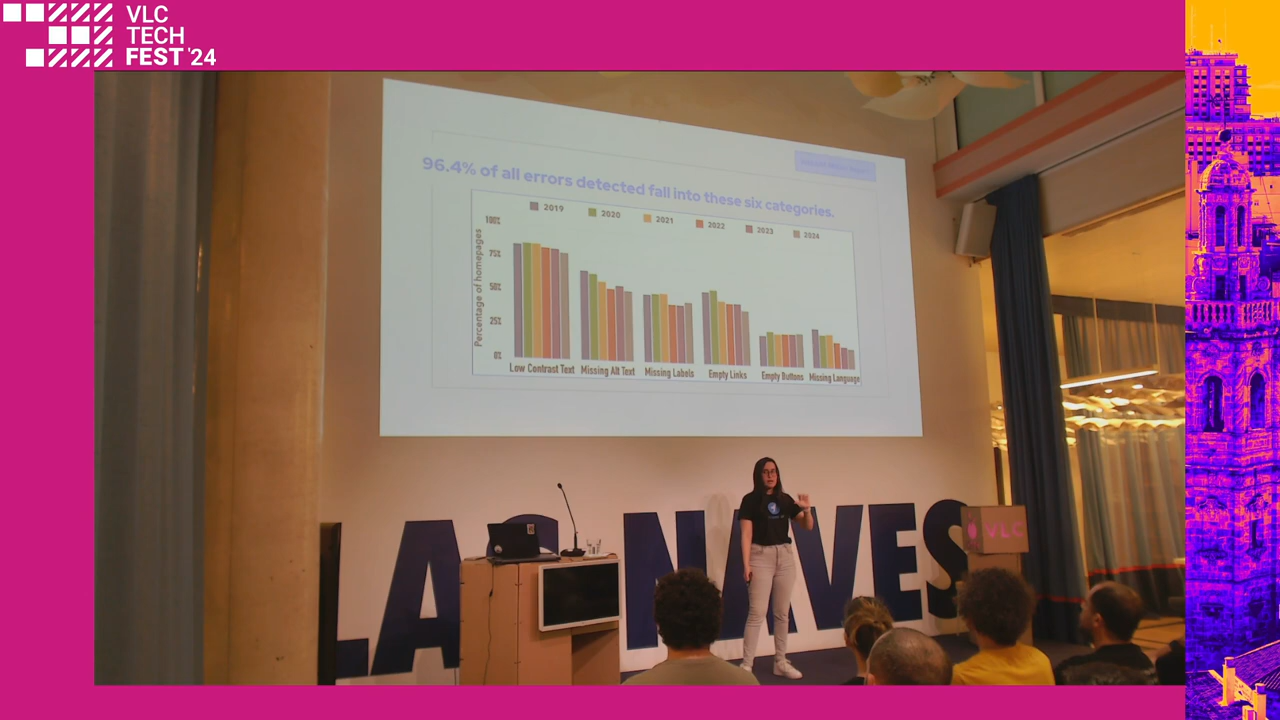 VLC
TECH
FEST '24
96.4% of all errors detected fall into these six categories.
2019 2020 2021 2022 2023 2024
Percentage of homepages
100%
75%
50%
25%
0%
Low Contrast Text Missing Alt Text Missing Labels Empty Links Empty Buttons Missing Language
LAS NAVES
VLC